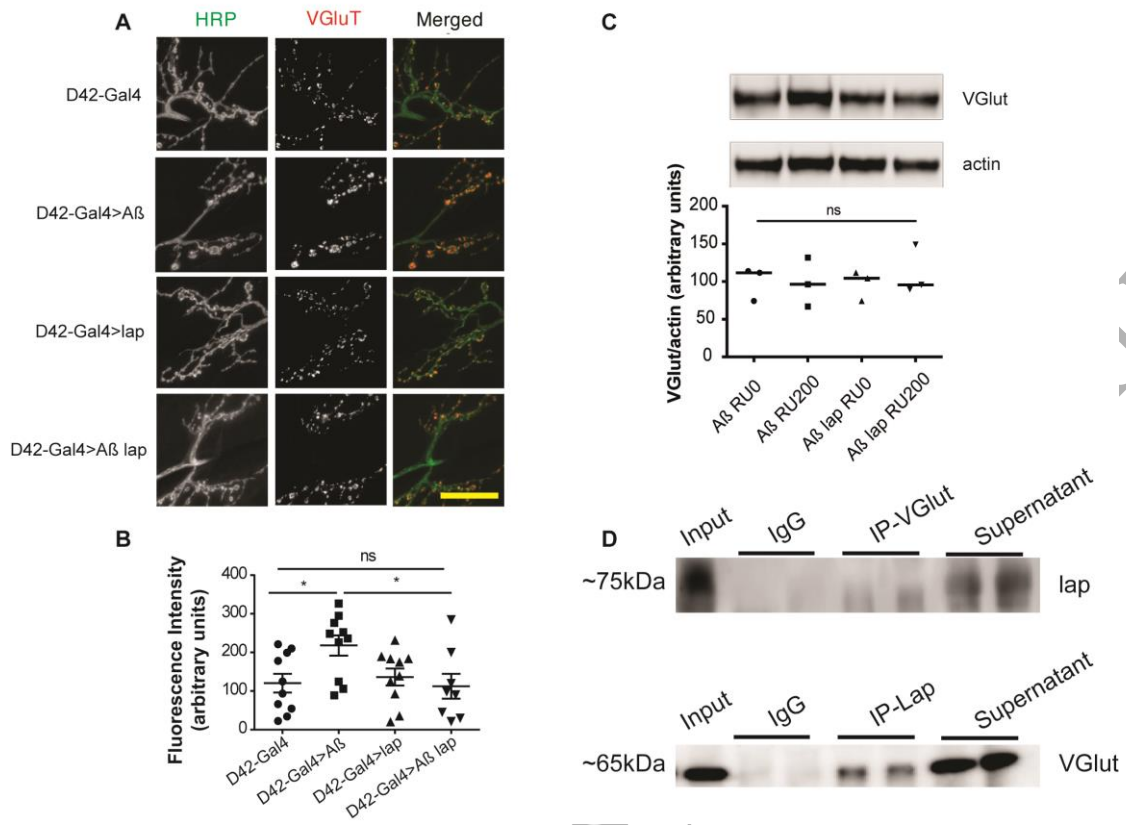 A
HRP
VGluT
Merged
D42-Gal4
D42-Gal4>Aß
D42-Gal4>lap
D42-Gal4>Aß lap
B
Fluorescence Intensity
(arbitrary units)
400
300
200
100
0
ns
*
*
D42-Gal4
D42-Gal4>Aß
D42-Gal4>lap
D42-Gal4>Aß lap
C
VGlut
actin
VGlut/actin (arbitrary units)
200
150
100
50
0
ns
Aß RU0
Aß RU200
Aß lap RU0
Aß lap RU200
D
Input
IgG
IP-VGlut
Supernatant
~75kDa
lap
Input
IgG
IP-Lap
Supernatant
~65kDa
VGlut